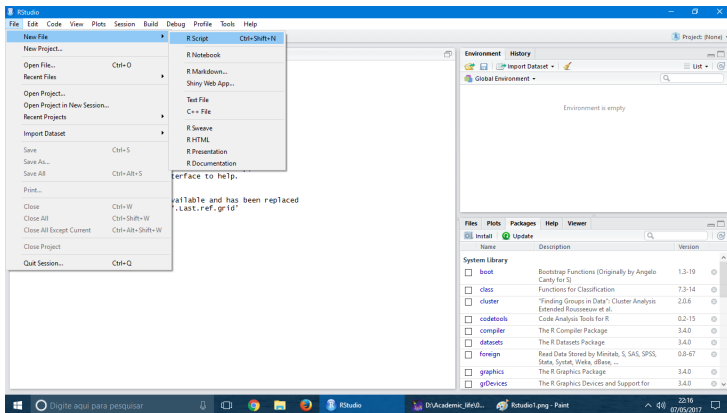 RStudio
File Edit Code View Plots Session Build Debug Profile Tools Help
Project: (None)
New File
New Project...
Open File... Ctrl+O
Recent Files
Open Project...
Open Project in New Session...
Recent Projects
Import Dataset
Save Ctrl+S
Save As...
Save All Ctrl+Alt+S
Print...
Close Ctrl+W
Close All Ctrl+Shift+W
Close All Except Current Ctrl+Alt+Shift+W
Close Project
Quit Session... Ctrl+Q
R Script Ctrl+Shift+N
R Notebook
R Markdown...
Shiny Web App...
Text File
C++ File
R Sweave
R HTML
R Presentation
R Documentation
terface to help.
vailable and has been replaced
'.Last.ref.grid'
Environment History
Import Dataset List
Global Environment
Environment is empty
Files Plots Packages Help Viewer
Install Update
Name Description Version
System Library
boot Bootstrap Functions (Originally by Angelo Canty for S) 1.3-19
class Functions for Classification 7.3-14
cluster "Finding Groups in Data": Cluster Analysis Extended Rousseeuw et al. 2.0.6
codetools Code Analysis Tools for R 0.2-15
compiler The R Compiler Package 3.4.0
datasets The R Datasets Package 3.4.0
foreign Read Data Stored by Minitab, S, SAS, SPSS, Stata, Systat, Weka, dBase, ... 0.8-67
graphics The R Graphics Package 3.4.0
grDevices The R Graphics Devices and Support for 3.4.0
Digite aqui para pesquisar
RStudio
D:\Academic_life\0...
Rstudio1.png - Paint
22:16
07/05/2017